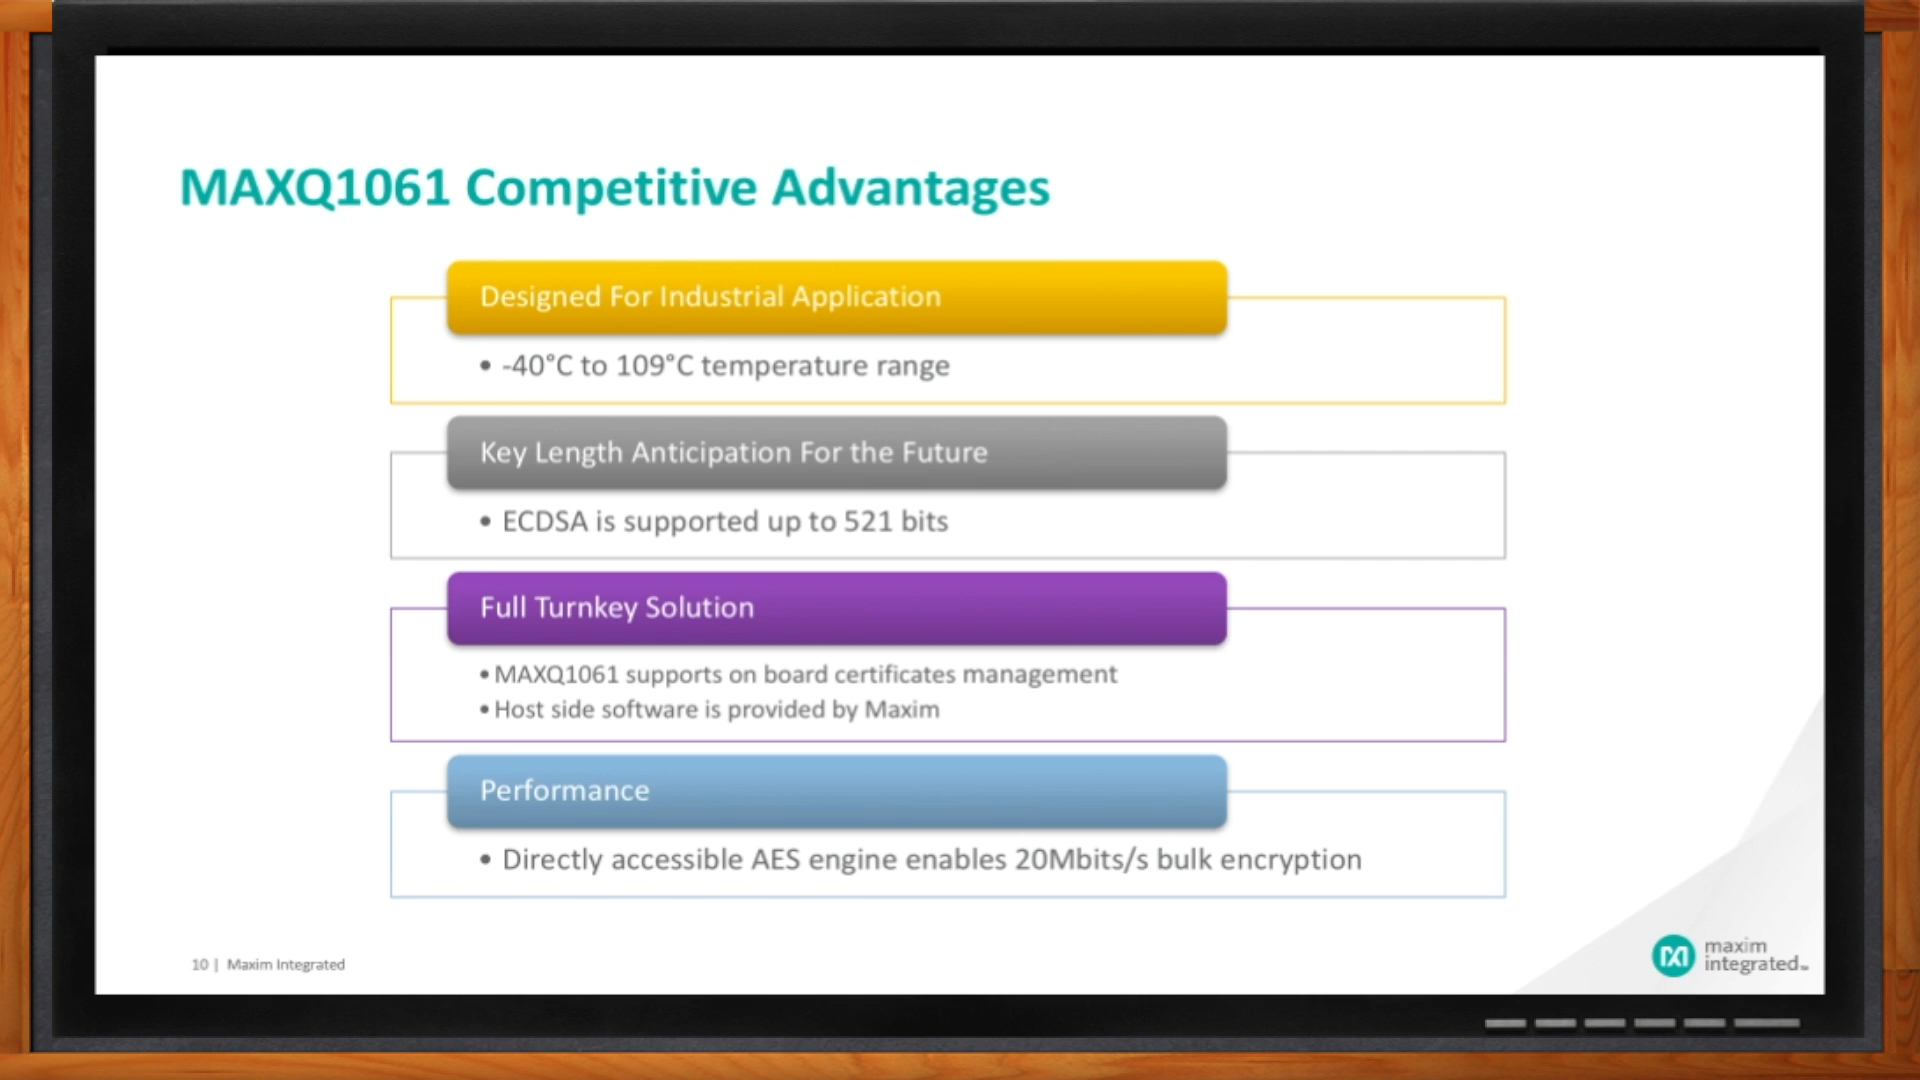 MAXQ1061 Competitive Advantages
Designed For Industrial Application
• -40°C to 109°C temperature range
Key Length Anticipation For the Future
• ECDSA is supported up to 521 bits
Full Turnkey Solution
• MAXQ1061 supports on board certificates management
• Host side software is provided by Maxim
Performance
• Directly accessible AES engine enables 20Mbits/s bulk encryption
10 | Maxim Integrated
maxim
integrated™